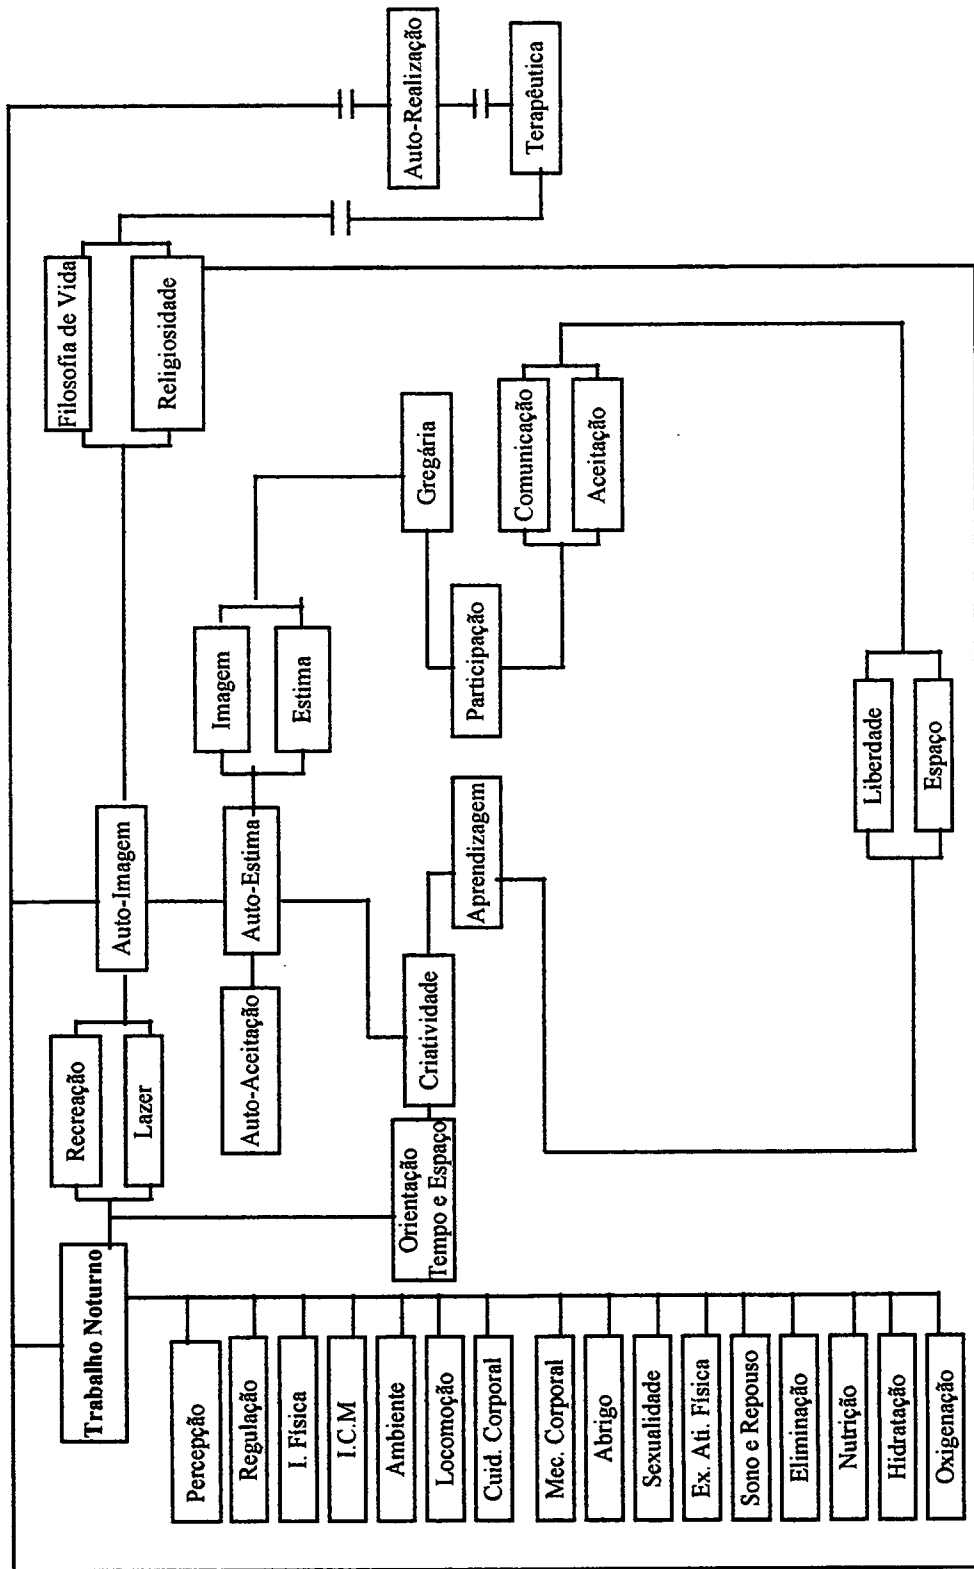 Trabalho Noturno
Recreação
Lazer
Auto-Imagem
Filosofia de Vida
Religiosidade
Auto-Aceitação
Auto-Estima
Imagem
Estima
Orientação
Tempo e Espaço
Criatividade
Aprendizagem
Participação
Gregária
Comunicação
Aceitação
Liberdade
Espaço
Auto-Realização
Terapêutica
Percepção
Regulação
I. Física
I.C.M
Ambiente
Locomoção
Cuid. Corporal
Mec. Corporal
Abrigo
Sexualidade
Ex. Ati. Física
Sono e Repouso
Eliminação
Nutrição
Hidratação
Oxigenação